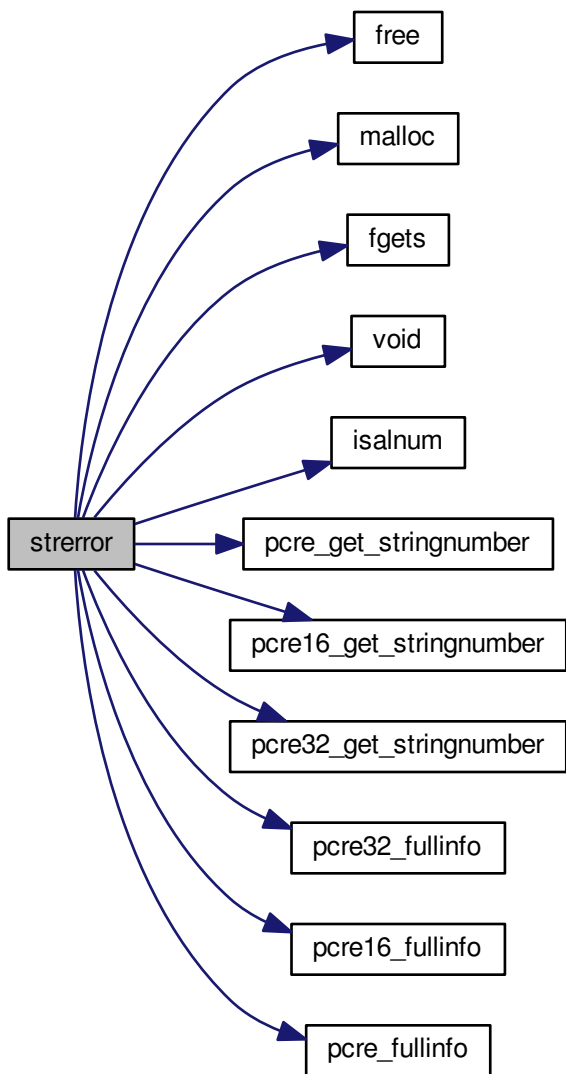 free
malloc
fgets
void
isalnum
strerror
pcre_get_stringnumber
pcre16_get_stringnumber
pcre32_get_stringnumber
pcre32_fullinfo
pcre16_fullinfo
pcre_fullinfo